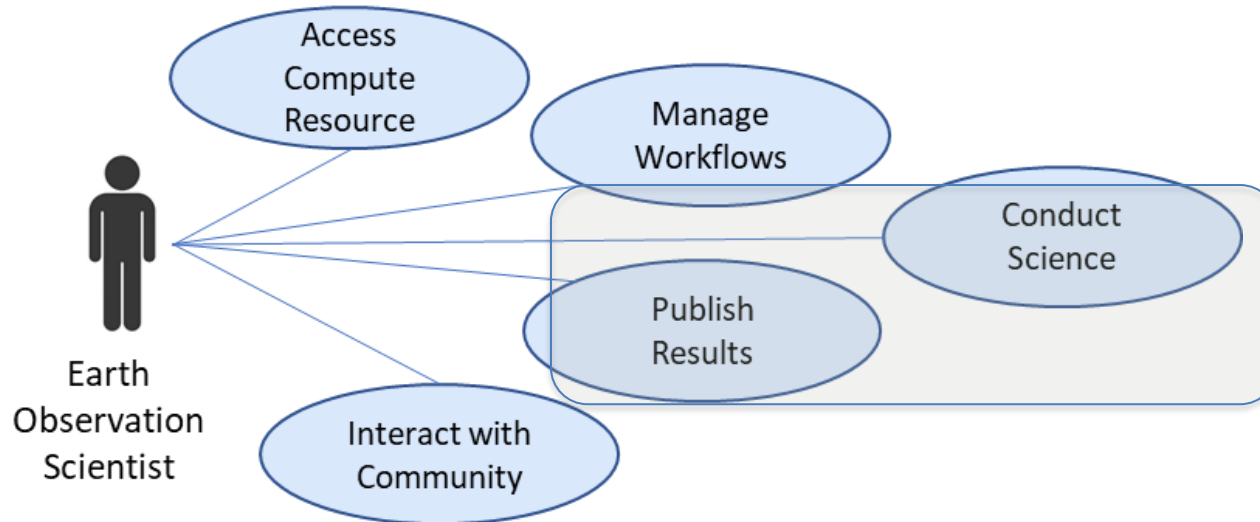 Access
Compute
Resource
Manage
Workflows
Conduct
Science
Publish
Results
Earth
Observation
Scientist
Interact with
Community